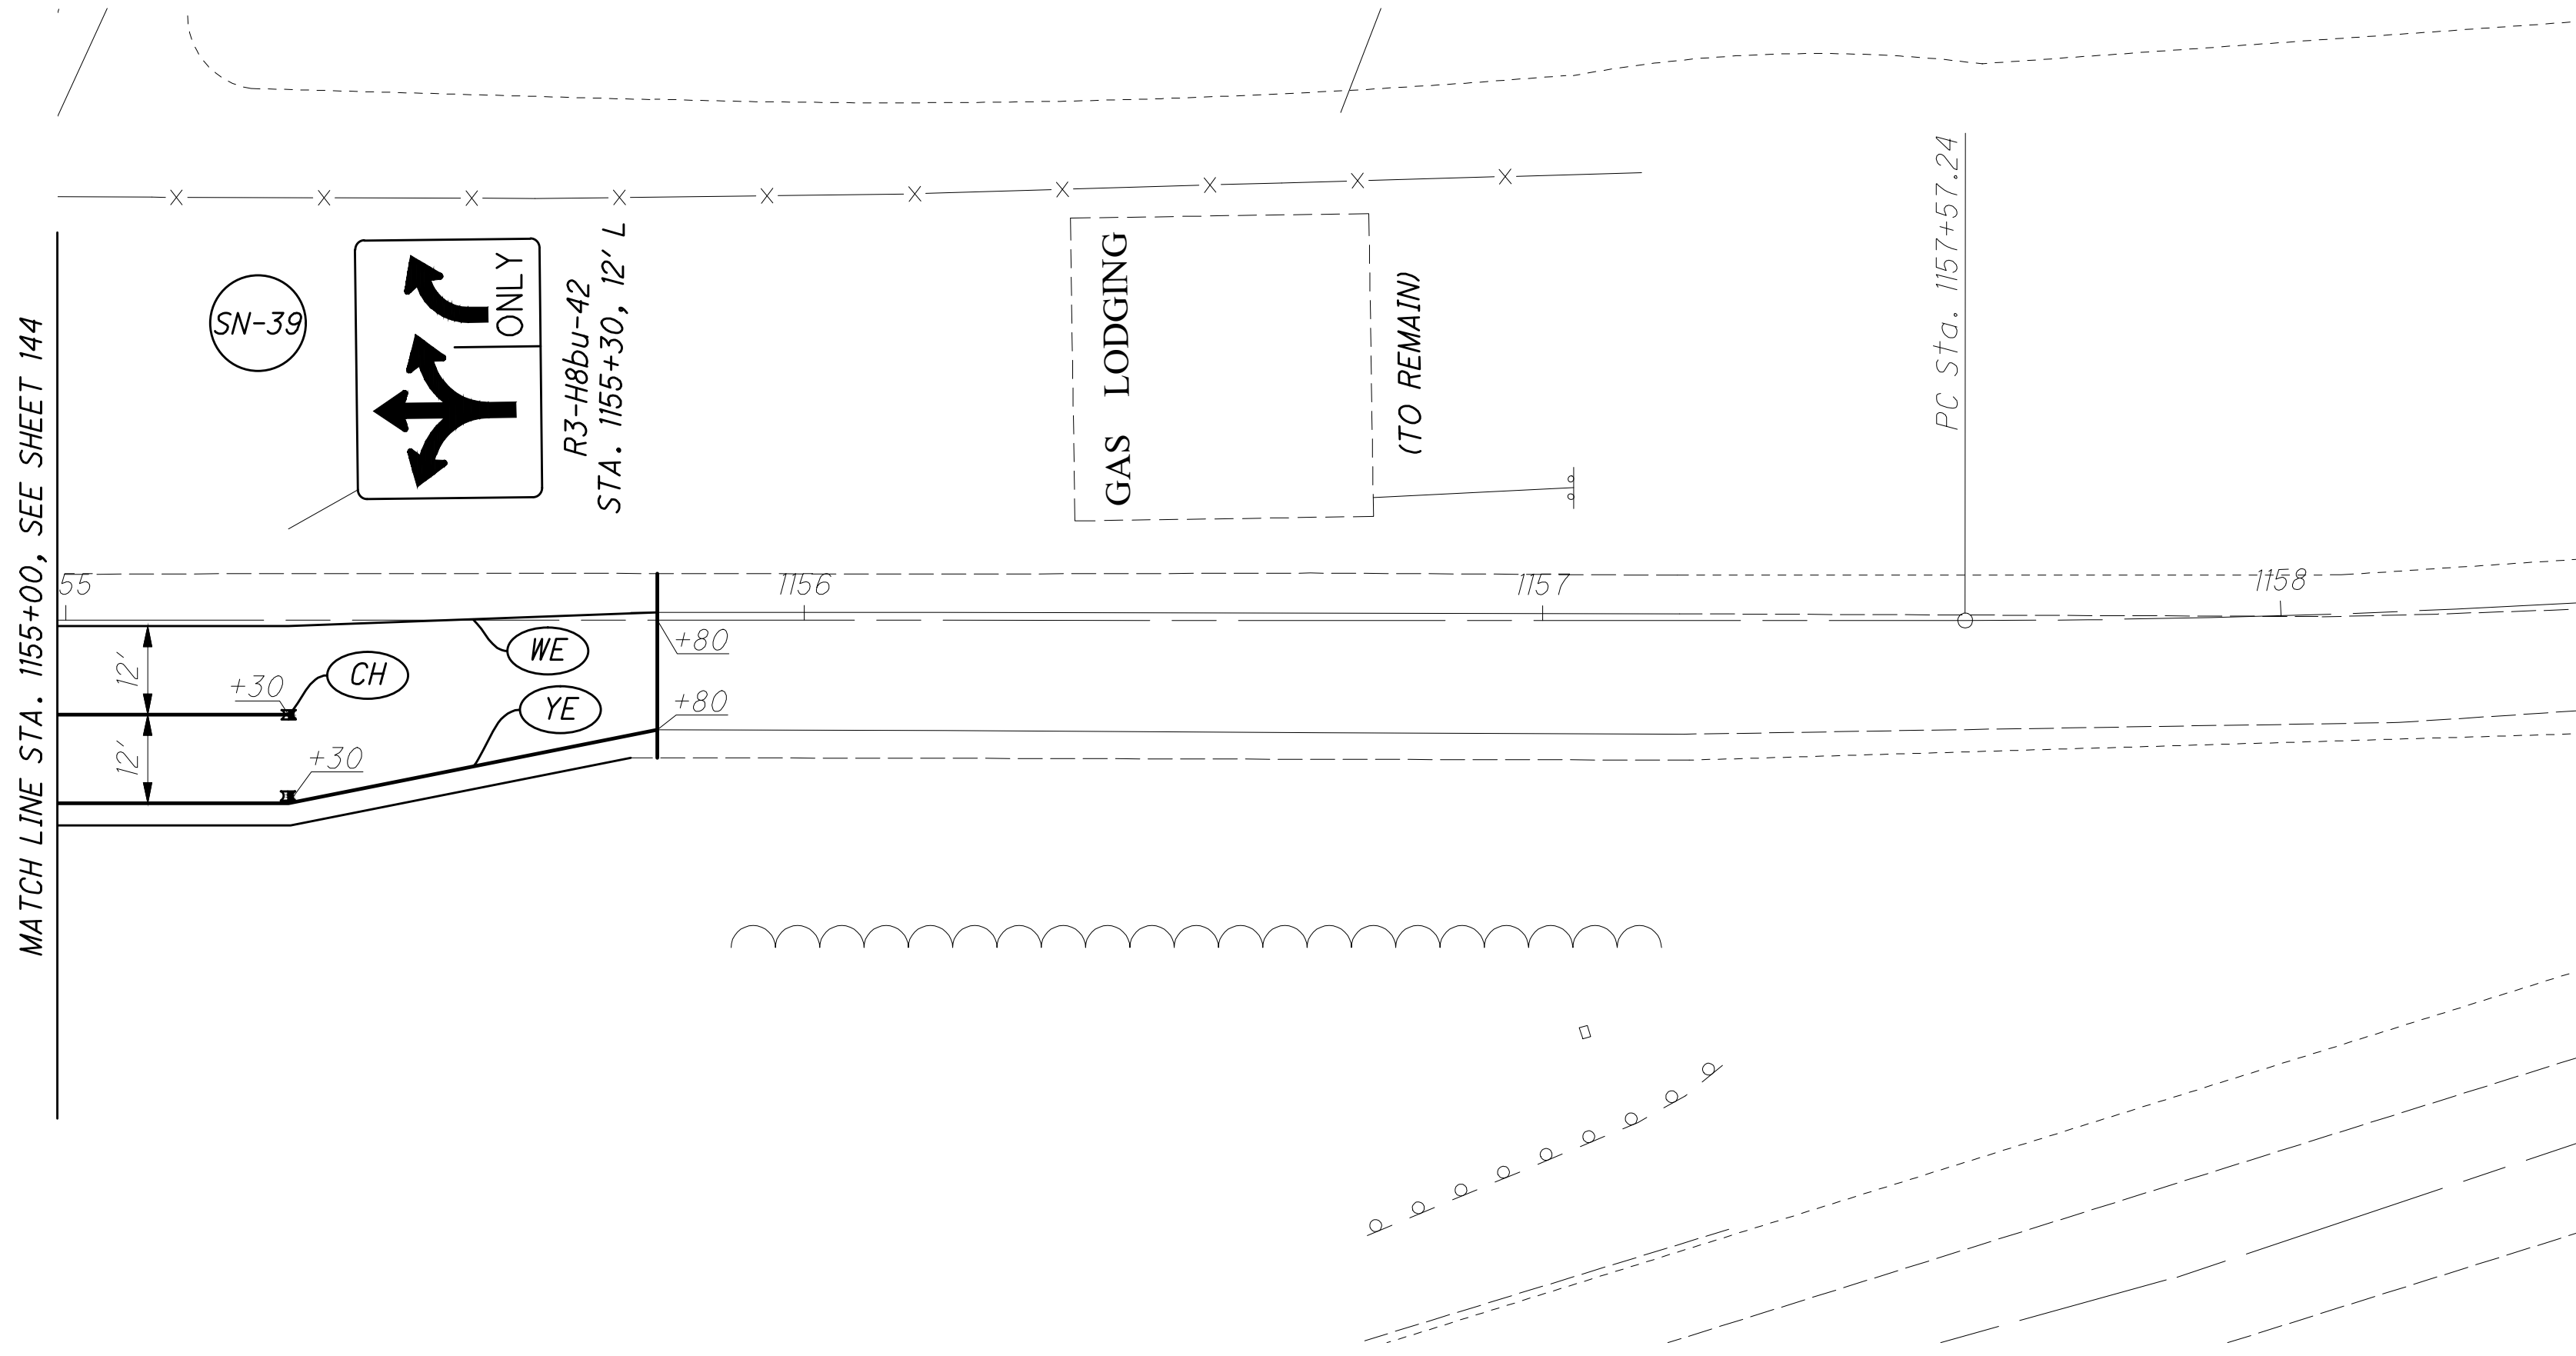 MATCH LINE STA. 1155+00, SEE SHEET 144
SN-39
ONLY
R3-H8bu-42
STA. 1155+30, 12' L
GAS LODGING
(TO REMAIN)
PC Sta. 1157+57.24
55
1156
1157
1158
12'
12'
+30
CH
+30
WE
YE
+80
+80